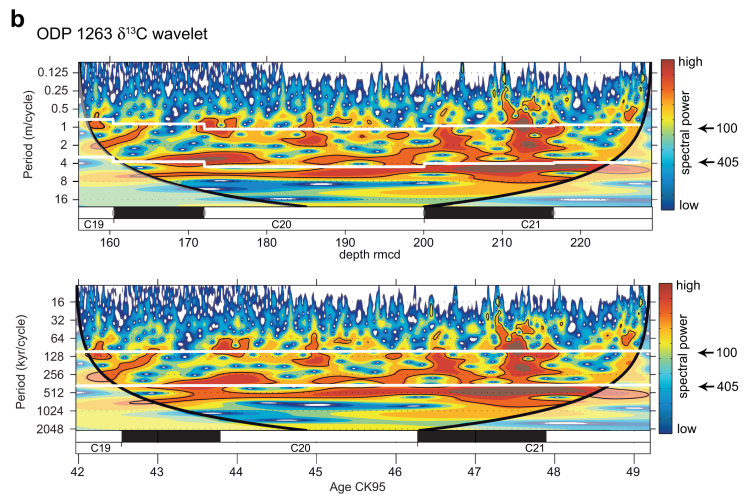 b
ODP 1263 δ¹³C wavelet
Period (m/cycle)
0.125
0.25
0.5
1
2
4
8
16
C19
C20
C21
160
170
180
190
200
210
220
depth rmcd
high
low
spectral power
100
405
Period (kyr/cycle)
16
32
64
128
256
512
1024
2048
C19
C20
C21
42
43
44
45
46
47
48
49
Age CK95
high
low
spectral power
100
405